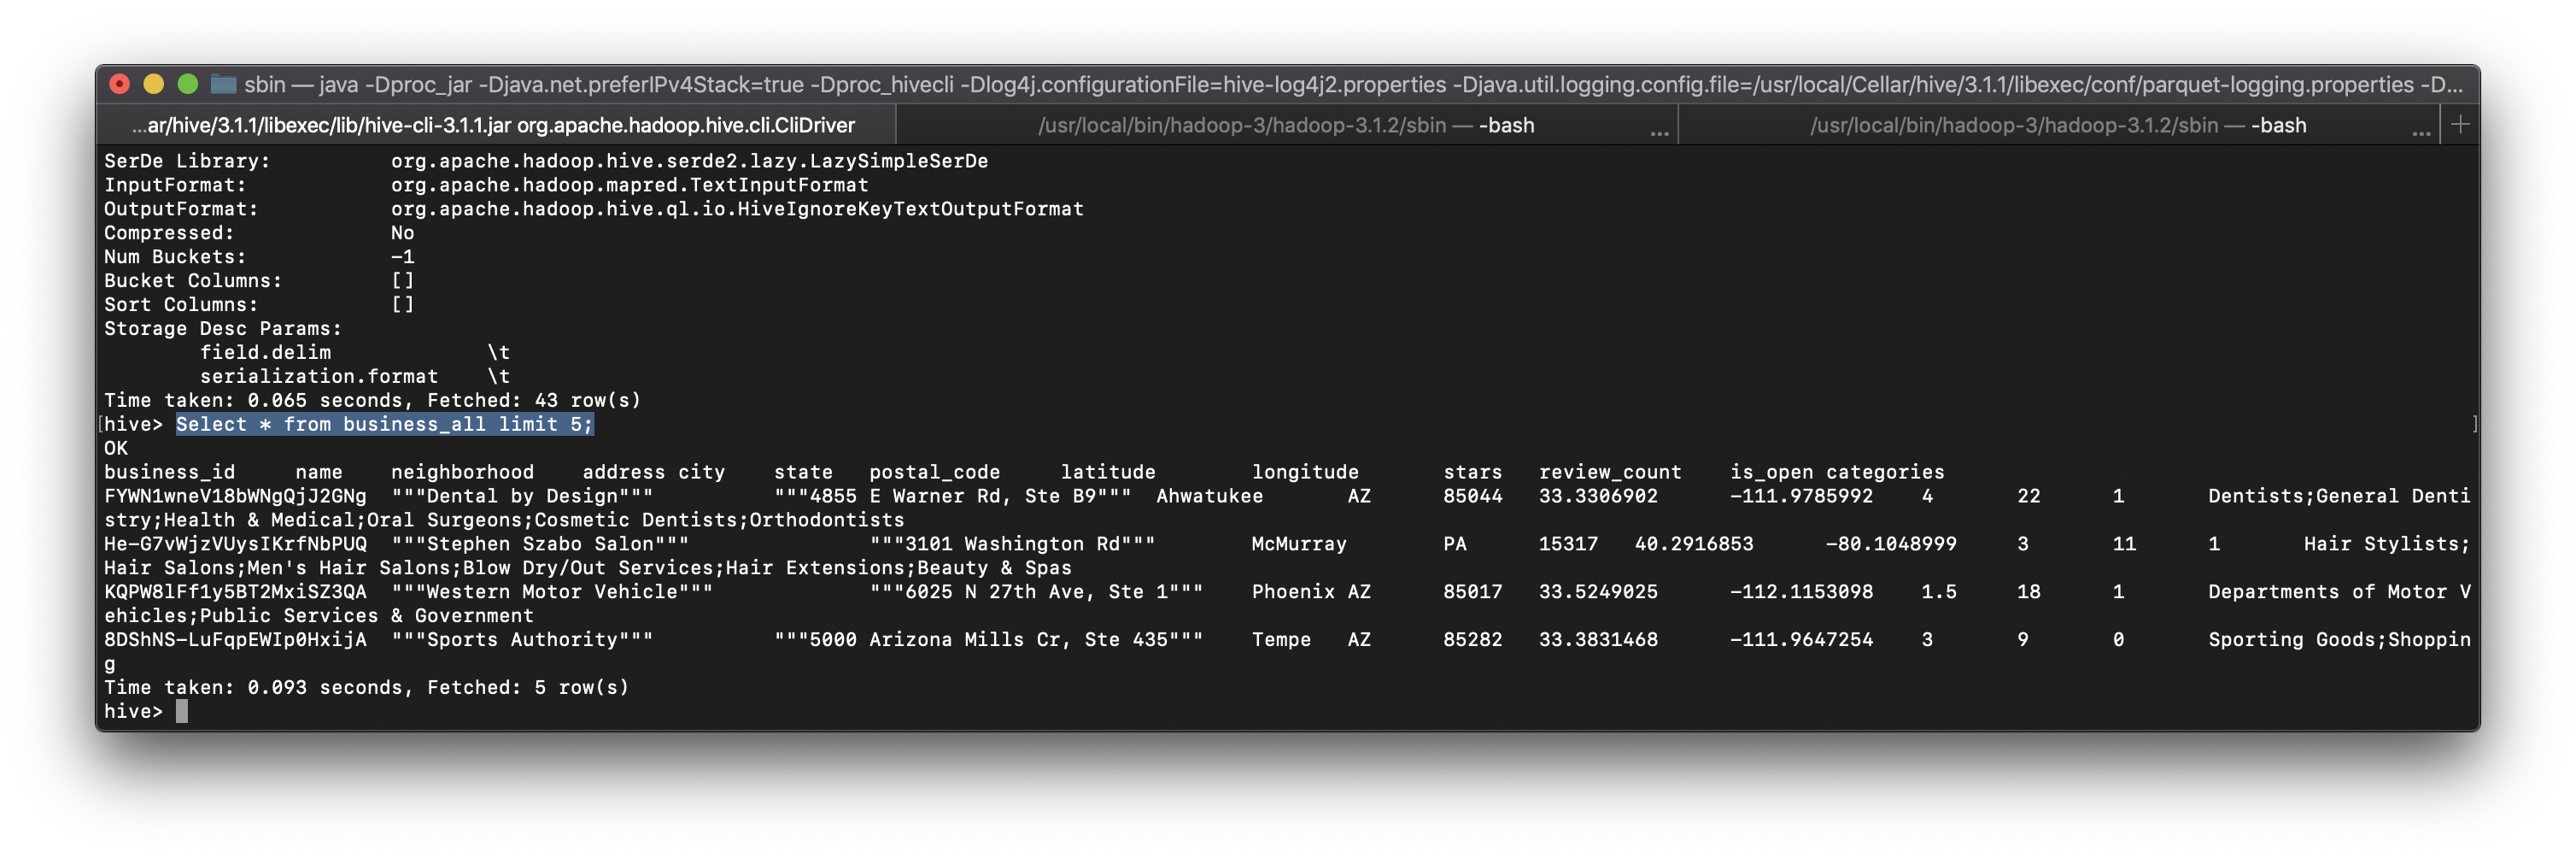 sbin — java -Dproc_jar -Djava.net.preferIPv4Stack=true -Dproc_hivecli -Dlog4j.configurationFile=hive-log4j2.properties -Djava.util.logging.config.file=/usr/local/Cellar/hive/3.1.1/libexec/conf/parquet-logging.properties -D...
...ar/hive/3.1.1/libexec/lib/hive-cli-3.1.1.jar org.apache.hadoop.hive.cli.CliDriver /usr/local/bin/hadoop-3/hadoop-3.1.2/sbin — -bash ... /usr/local/bin/hadoop-3/hadoop-3.1.2/sbin — -bash ... +
SerDe Library: org.apache.hadoop.hive.serde2.lazy.LazySimpleSerDe
InputFormat: org.apache.hadoop.mapred.TextInputFormat
OutputFormat: org.apache.hadoop.hive.ql.io.HiveIgnoreKeyTextOutputFormat
Compressed: No
Num Buckets: -1
Bucket Columns: []
Sort Columns: []
Storage Desc Params:
field.delim \t
serialization.format \t
Time taken: 0.065 seconds, Fetched: 43 row(s)
[hive> Select * from business_all limit 5; ]
OK
business_id name neighborhood address city state postal_code latitude longitude stars review_count is_open categories
FYWN1wneV18bWNgQjJ2GNg """Dental by Design""" """4855 E Warner Rd, Ste B9""" Ahwatukee AZ 85044 33.3306902 -111.9785992 4 22 1 Dentists;General Denti
stry;Health & Medical;Oral Surgeons;Cosmetic Dentists;Orthodontists
He-G7vWjzVUysIKrfNbPUQ """Stephen Szabo Salon""" """3101 Washington Rd""" McMurray PA 15317 40.2916853 -80.1048999 3 11 1 Hair Stylists;
Hair Salons;Men's Hair Salons;Blow Dry/Out Services;Hair Extensions;Beauty & Spas
KQPW8lFf1y5BT2MxiSZ3QA """Western Motor Vehicle""" """6025 N 27th Ave, Ste 1""" Phoenix AZ 85017 33.5249025 -112.1153098 1.5 18 1 Departments of Motor V
ehicles;Public Services & Government
8DShNS-LuFqpEWIp0HxijA """Sports Authority""" """5000 Arizona Mills Cr, Ste 435""" Tempe AZ 85282 33.3831468 -111.9647254 3 9 0 Sporting Goods;Shoppin
g
Time taken: 0.093 seconds, Fetched: 5 row(s)
hive>